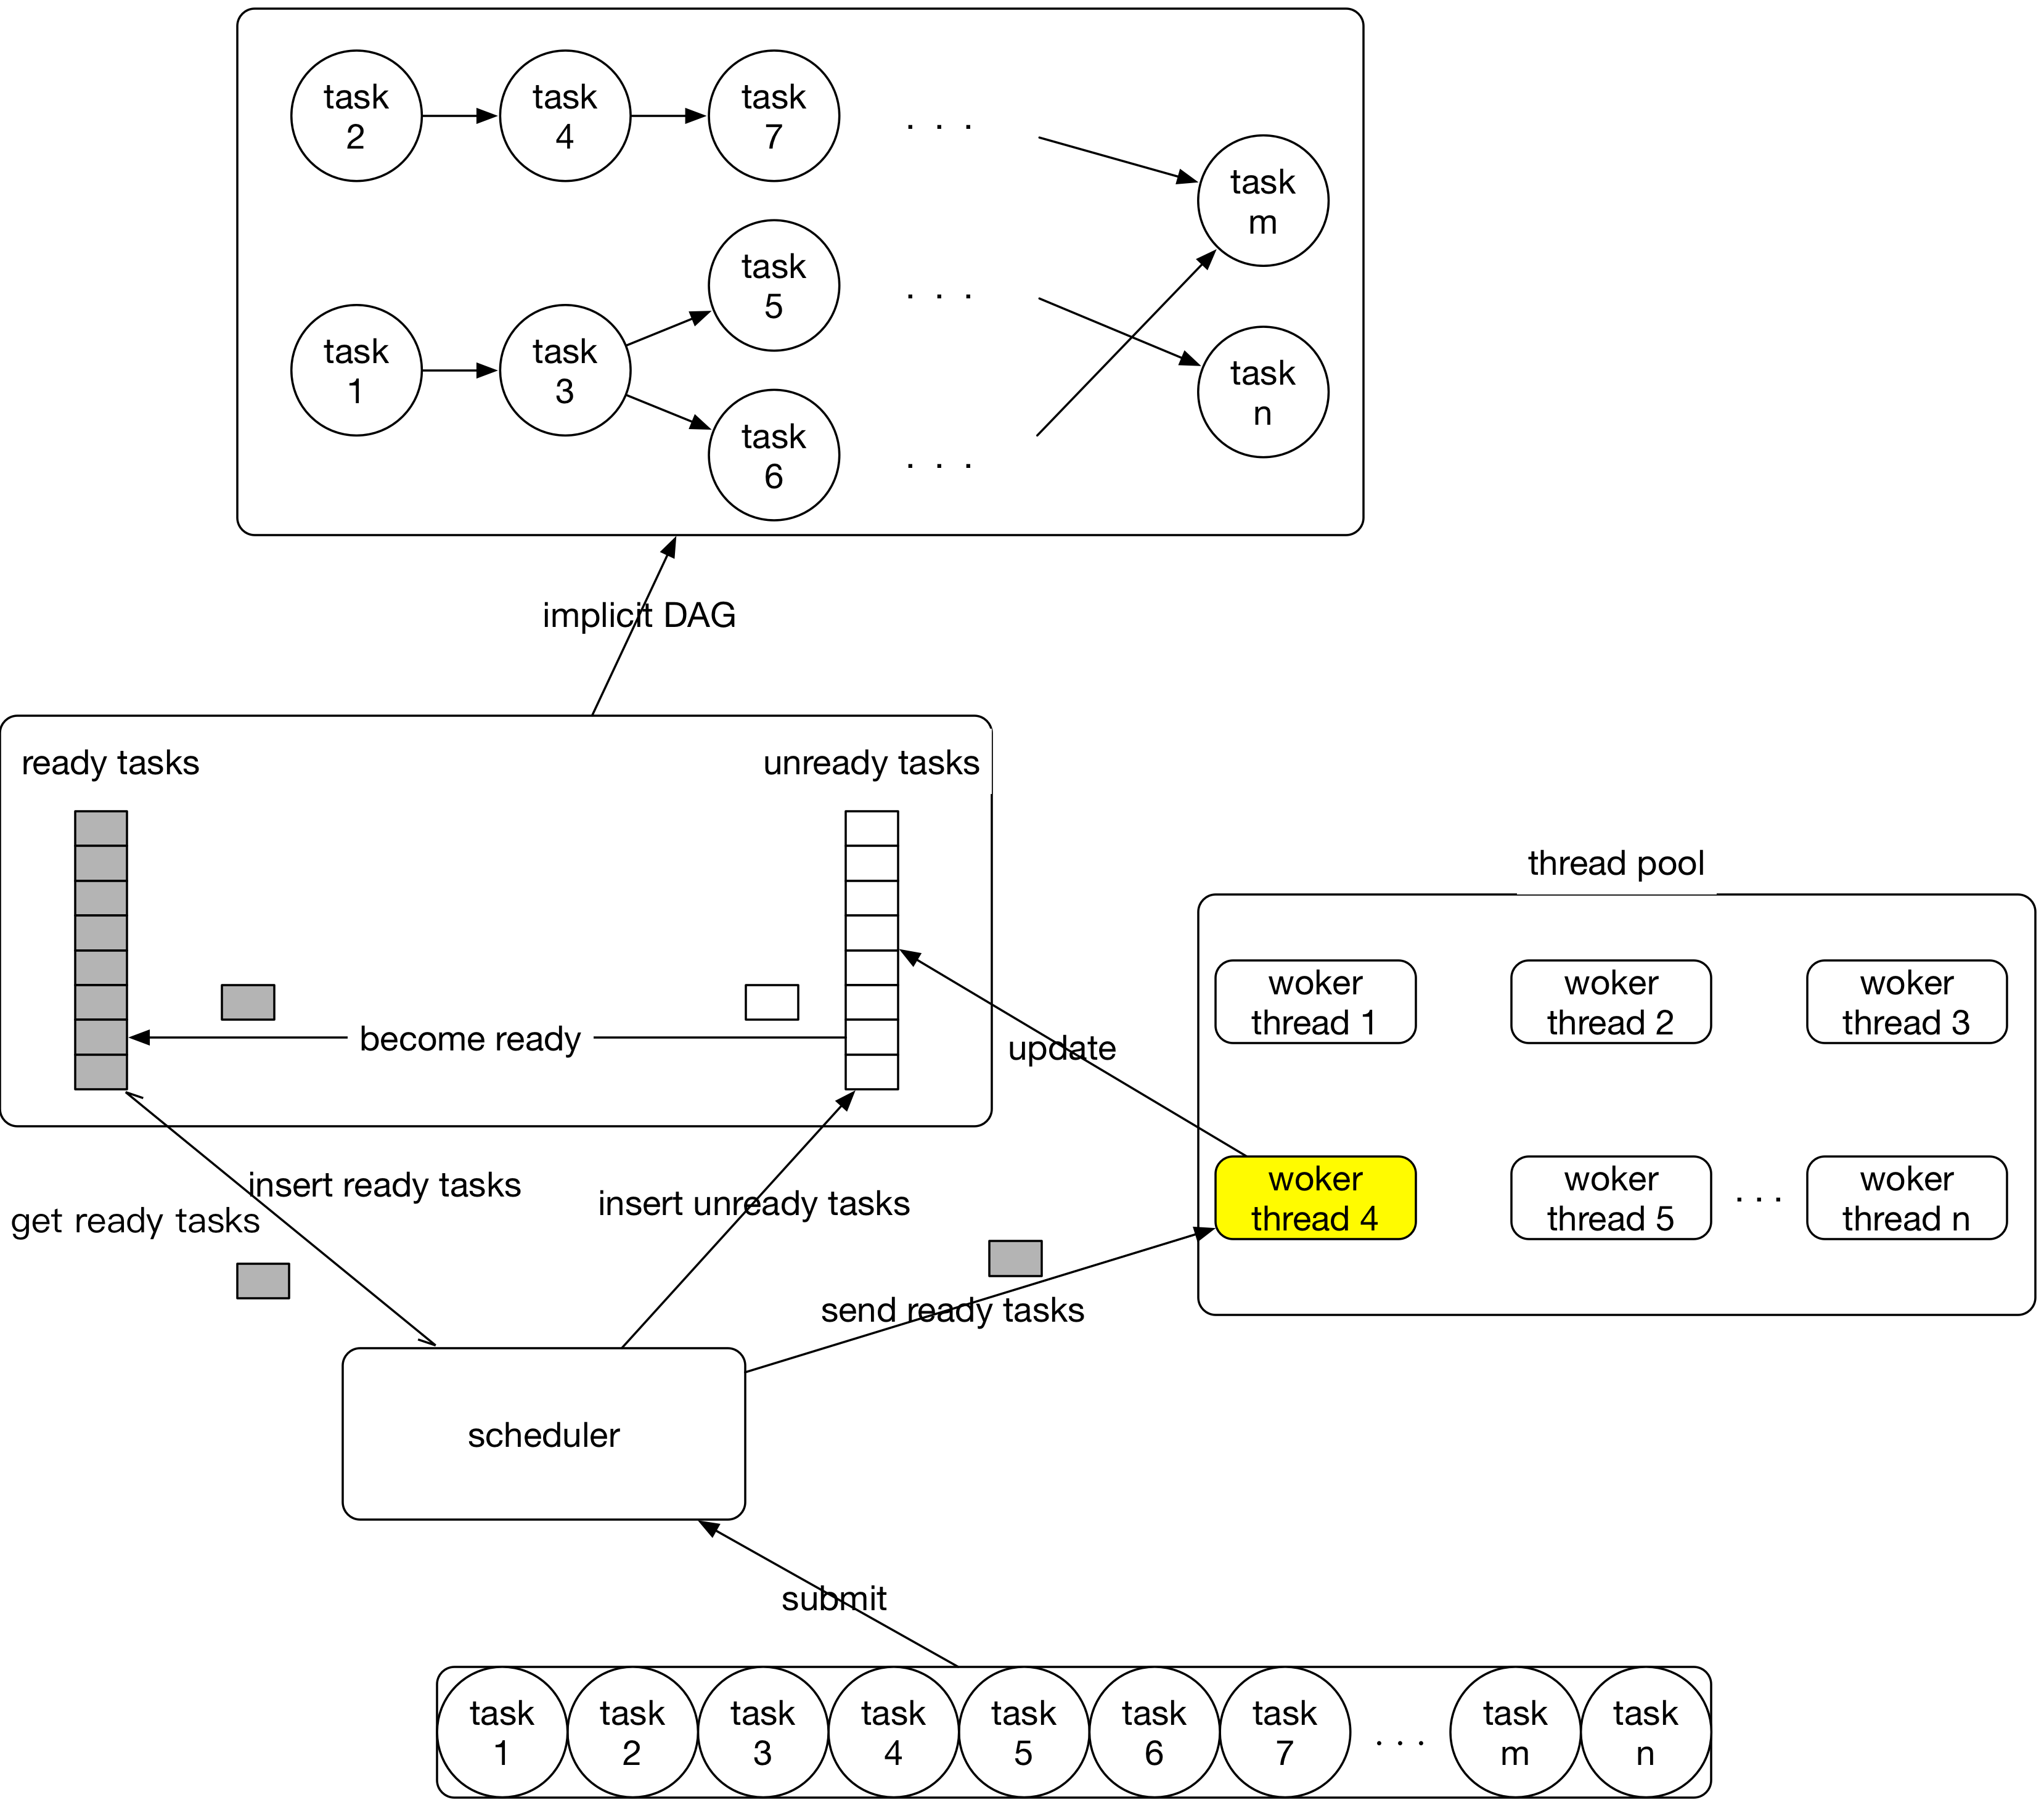 task
2
task
4
task
7
. . .
task
m
task
5
. . .
task
1
task
3
task
n
task
6
. . .
implicit DAG
ready tasks
unready tasks
thread pool
become ready
woker
thread 1
woker
thread 2
woker
thread 3
update
insert ready tasks
get ready tasks
insert unready tasks
woker
thread 4
woker
thread 5
. . .
woker
thread n
send ready tasks
scheduler
submit
task
1
task
2
task
3
task
4
task
5
task
6
task
7
. . .
task
m
task
n